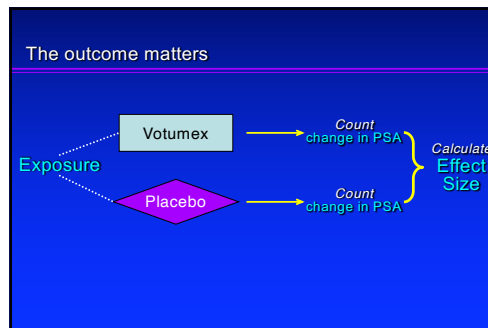 The outcome matters
Votumex
Count
change in PSA
Exposure
Calculate
Effect
Size
Placebo
Count
change in PSA